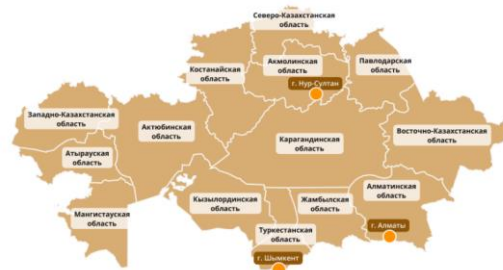 Северо-Казахстанская
область
Акмолинская
область
Павлодарская
область
Костанайская
область
г. Нур-Султан
Западно-Казахстанская
область
Актюбинская
область
Карагандинская
область
Восточно-Казахстанская
область
Атырауская
область
Алматинская
область
Кызылординская
область
Жамбылская
область
Мангистауская
область
Туркестанская
область
г. Алматы
г. Шымкент